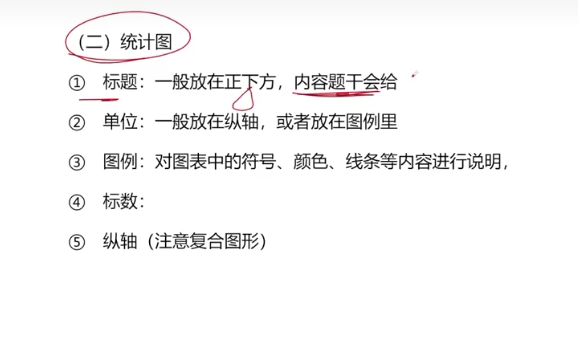 （二）统计图
① 标题：一般放在正下方，内容题干会给
② 单位：一般放在纵轴，或者放在图例里
③ 图例：对图表中的符号、颜色、线条等内容进行说明，
④ 标数：
⑤ 纵轴（注意复合图形）